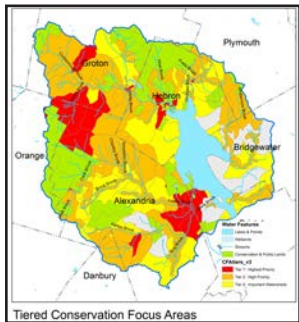 Plymouth
Groton
Hebron
Orange
Bridgewater
Alexandria
Danbury
Water Features
Lakes & Ponds
Wetlands
Streams
Conservation & Public Lands
CFAtiers_v3
Tier 1: Highest Priority
Tier 2: High Priority
Tier 3: Important Watersheds
Tiered Conservation Focus Areas